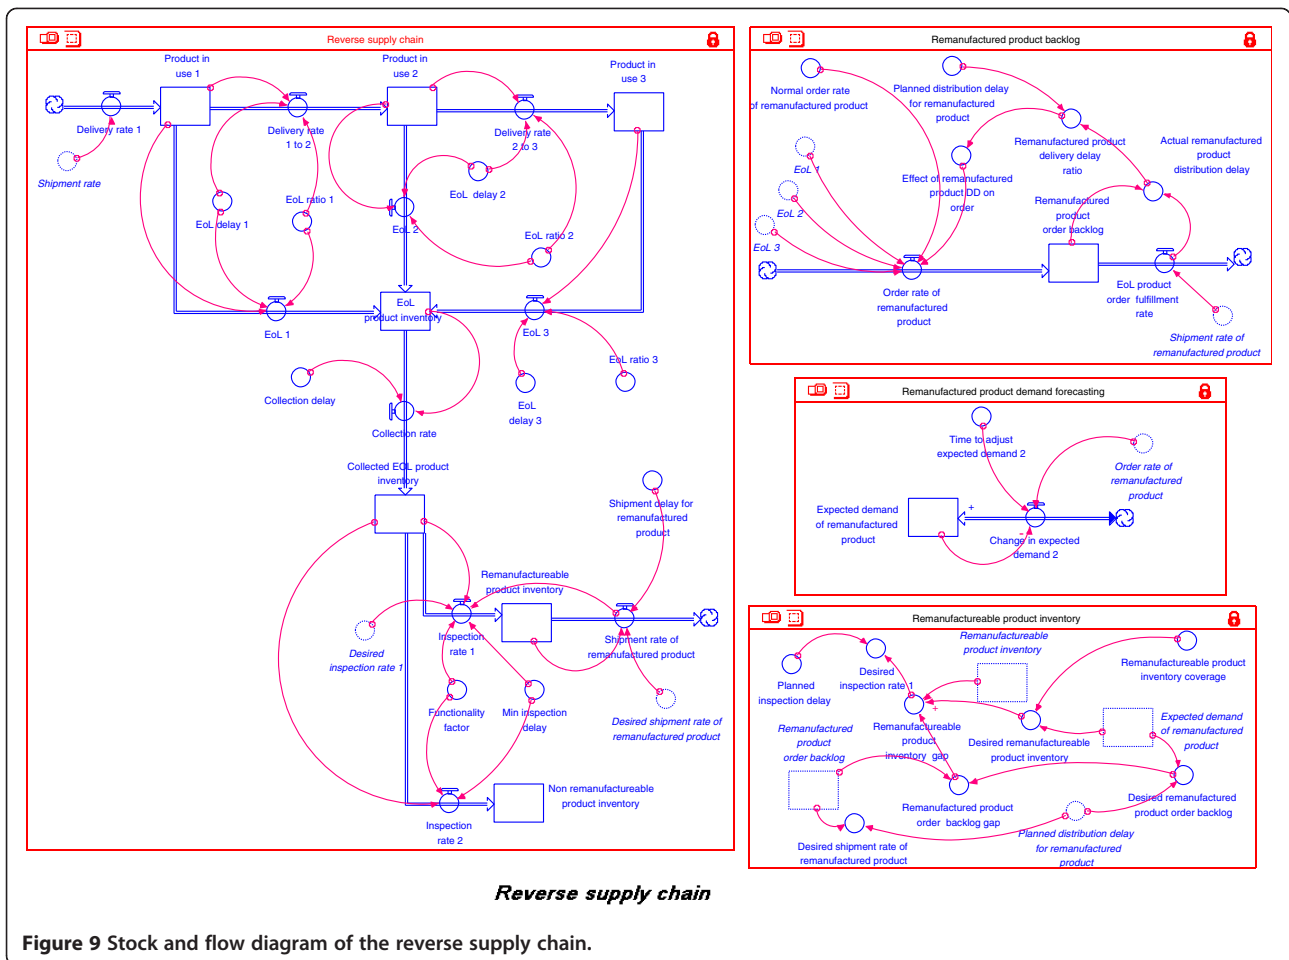 Reverse supply chain
Product in
use 1
Product in
use 2
Product in
use 3
Delivery rate 1
Delivery rate
1 to 2
Delivery rate
2 to 3
Shipment rate
EoL delay 1
EoL ratio 1
EoL delay 2
EoL 2
EoL ratio 2
EoL
product inventory
EoL 1
EoL 3
EoL ratio 3
Collection delay
EoL
delay 3
Collection rate
Collected EOL product
inventory
Shipment delay for
remanufactured
product
Remanufactureable
product inventory
Inspection
rate 1
Shipment rate of
remanufactured product
Desired
inspection rate 1
Functionality
factor
Min inspection
delay
Desired shipment rate of
remanufactured product
Non remanufactureable
product inventory
Inspection
rate 2
Remanufactured product backlog
Normal order rate
of remanufactured product
Planned distribution delay
for remanufactured
product
EoL 1
Remanufactured product
delivery delay
ratio
Actual remanufactured
product
distribution delay
Effect of remanufactured
product DD on
order
EoL 2
Remanufactured
product
order backlog
EoL 3
Order rate of
remanufactured
product
EoL product
order fulfillment
rate
Shipment rate of
remanufactured product
Remanufactured product demand forecasting
Time to adjust
expected demand 2
Order rate of
remanufactured
product
Expected demand
of remanufactured
product
+
-
Change in expected
demand 2
Remanufactureable product inventory
Remanufactureable
product inventory
Planned
inspection delay
Desired
inspection rate 1
Remanufactureable product
inventory coverage
+
Remanufactured
product
order backlog
Remanufactureable
product
inventory gap
Desired remanufactureable
product inventory
Expected demand
of remanufactured
product
Remanufactured product
order backlog gap
Desired remanufactured
product order backlog
Desired shipment rate of
remanufactured product
Planned distribution delay
for remanufactured
product
Reverse supply chain
Figure 9 Stock and flow diagram of the reverse supply chain.